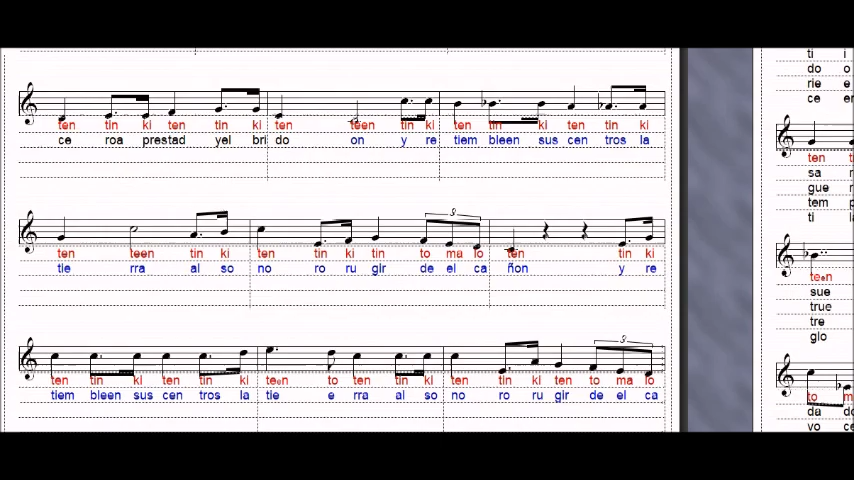 ten tin ki ten tin ki ten teen tin ki ten tin ki ten tin ki
ce roa prestad yel bri do on y re tiem bleen sus cen tros la
3
ten teen tin ki ten tin ki tin to ma lo ten tin ki
tie rra al so no ro ru gir de el ca ñon y re
3
ten tin ki ten tin ki teen to ten tin ki ten tin ki ten to ma lo
tiem bleen sus cen tros la tie e rra al so no ro ru gir de el ca
ti i
do o
rie e
ce
ten
sa
gue
tem
ti
teen
sue
true
tre
glo
to
da do
vo ce